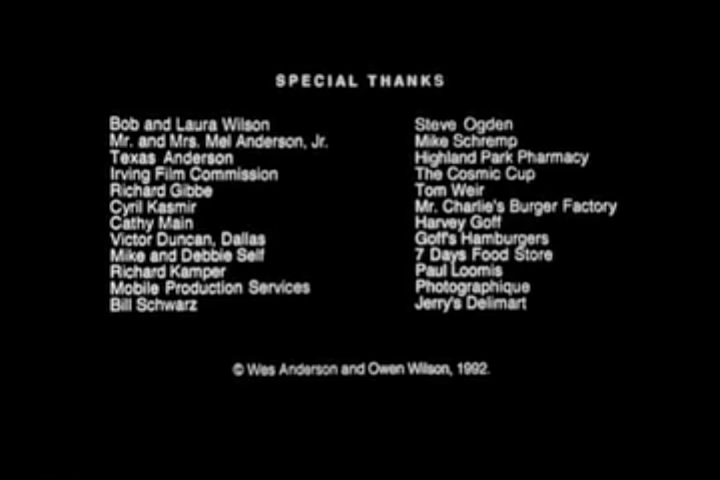 SPECIAL THANKS
Bob and Laura Wilson
Mr. and Mrs. Mel Anderson, Jr.
Texas Anderson
Irving Film Commission
Richard Gibbe
Cyril Kasmir
Cathy Main
Victor Duncan, Dallas
Mike and Debbie Self
Richard Kamper
Mobile Production Services
Bill Schwarz
Steve Ogden
Mike Schremp
Highland Park Pharmacy
The Cosmic Cup
Tom Weir
Mr. Charlie's Burger Factory
Harvey Goff
Goff's Hamburgers
7 Days Food Store
Paul Loomis
Photographique
Jerry's Delimart
© Wes Anderson and Owen Wilson, 1992.